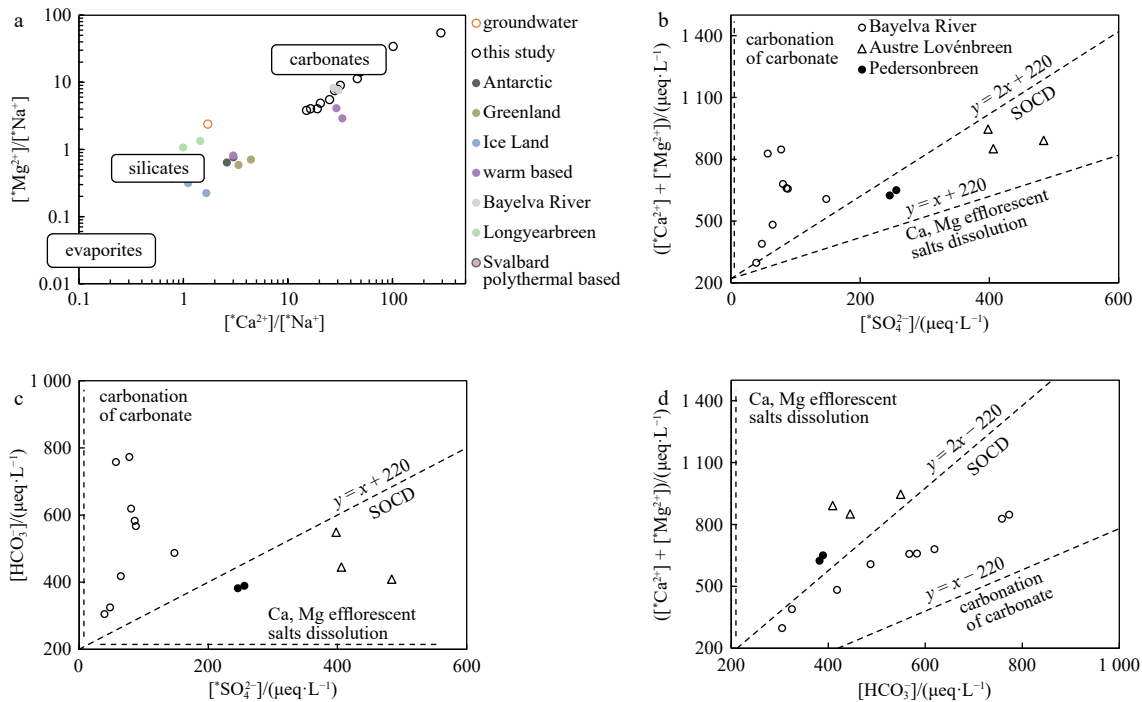 a
100
10
1
0.1
0.01
[*Mg²⁺]/[*Na⁺]
carbonates
silicates
evaporites
0.1
1
10
100
[*Ca²⁺]/[*Na⁺]
groundwater
this study
Antarctic
Greenland
Ice Land
warm based
Bayelva River
Longyearbreen
Svalbard
polythermal based
b
1 400
1 100
800
500
200
([*Ca²⁺] + [*Mg²⁺])/(μeq·L⁻¹)
carbonation
of carbonate
Bayelva River
Austre Lovénbreen
Pedersonbreen
y = 2x + 220
SOCD
y = x + 220
Ca, Mg efflorescent
salts dissolution
0
200
400
600
[*SO₄²⁻]/(μeq·L⁻¹)
c
1 000
800
600
400
200
[HCO₃⁻]/(μeq·L⁻¹)
carbonation
of carbonate
y = x + 220
SOCD
Ca, Mg efflorescent
salts dissolution
0
200
400
600
[*SO₄²⁻]/(μeq·L⁻¹)
d
1 400
1 100
800
500
200
([*Ca²⁺] + [*Mg²⁺])/(μeq·L⁻¹)
Ca, Mg efflorescent
salts dissolution
y = 2x − 220
SOCD
y = x − 220
carbonation
of carbonate
200
400
600
800
1 000
[HCO₃⁻]/(μeq·L⁻¹)